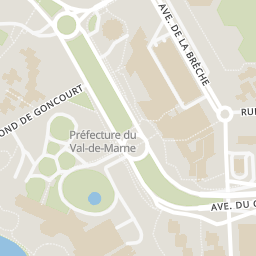 AVE. DE LA BRÈCHE
OND DE GONCOURT
RU
Préfecture du
Val-de-Marne
AVE. DU